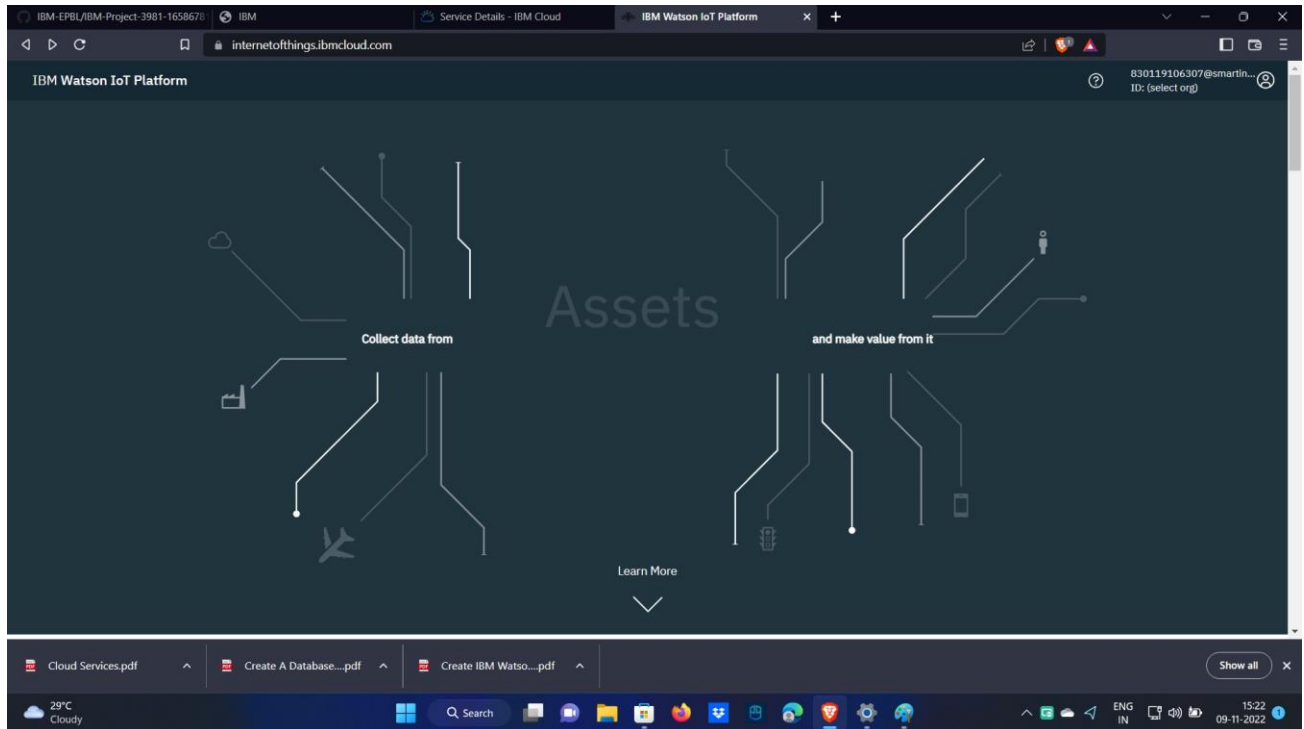 IBM-EPBL/IBM-Project-3981-1658678
IBM
Service Details - IBM Cloud
IBM Watson IoT Platform
internetofthings.ibmcloud.com
IBM Watson IoT Platform
830119106307@smartin...
ID: (select org)
Assets
Collect data from
and make value from it
Learn More
Cloud Services.pdf
Create A Database....pdf
Create IBM Watso....pdf
Show all
29°C
Cloudy
Search
ENG
IN
15:22
09-11-2022
1